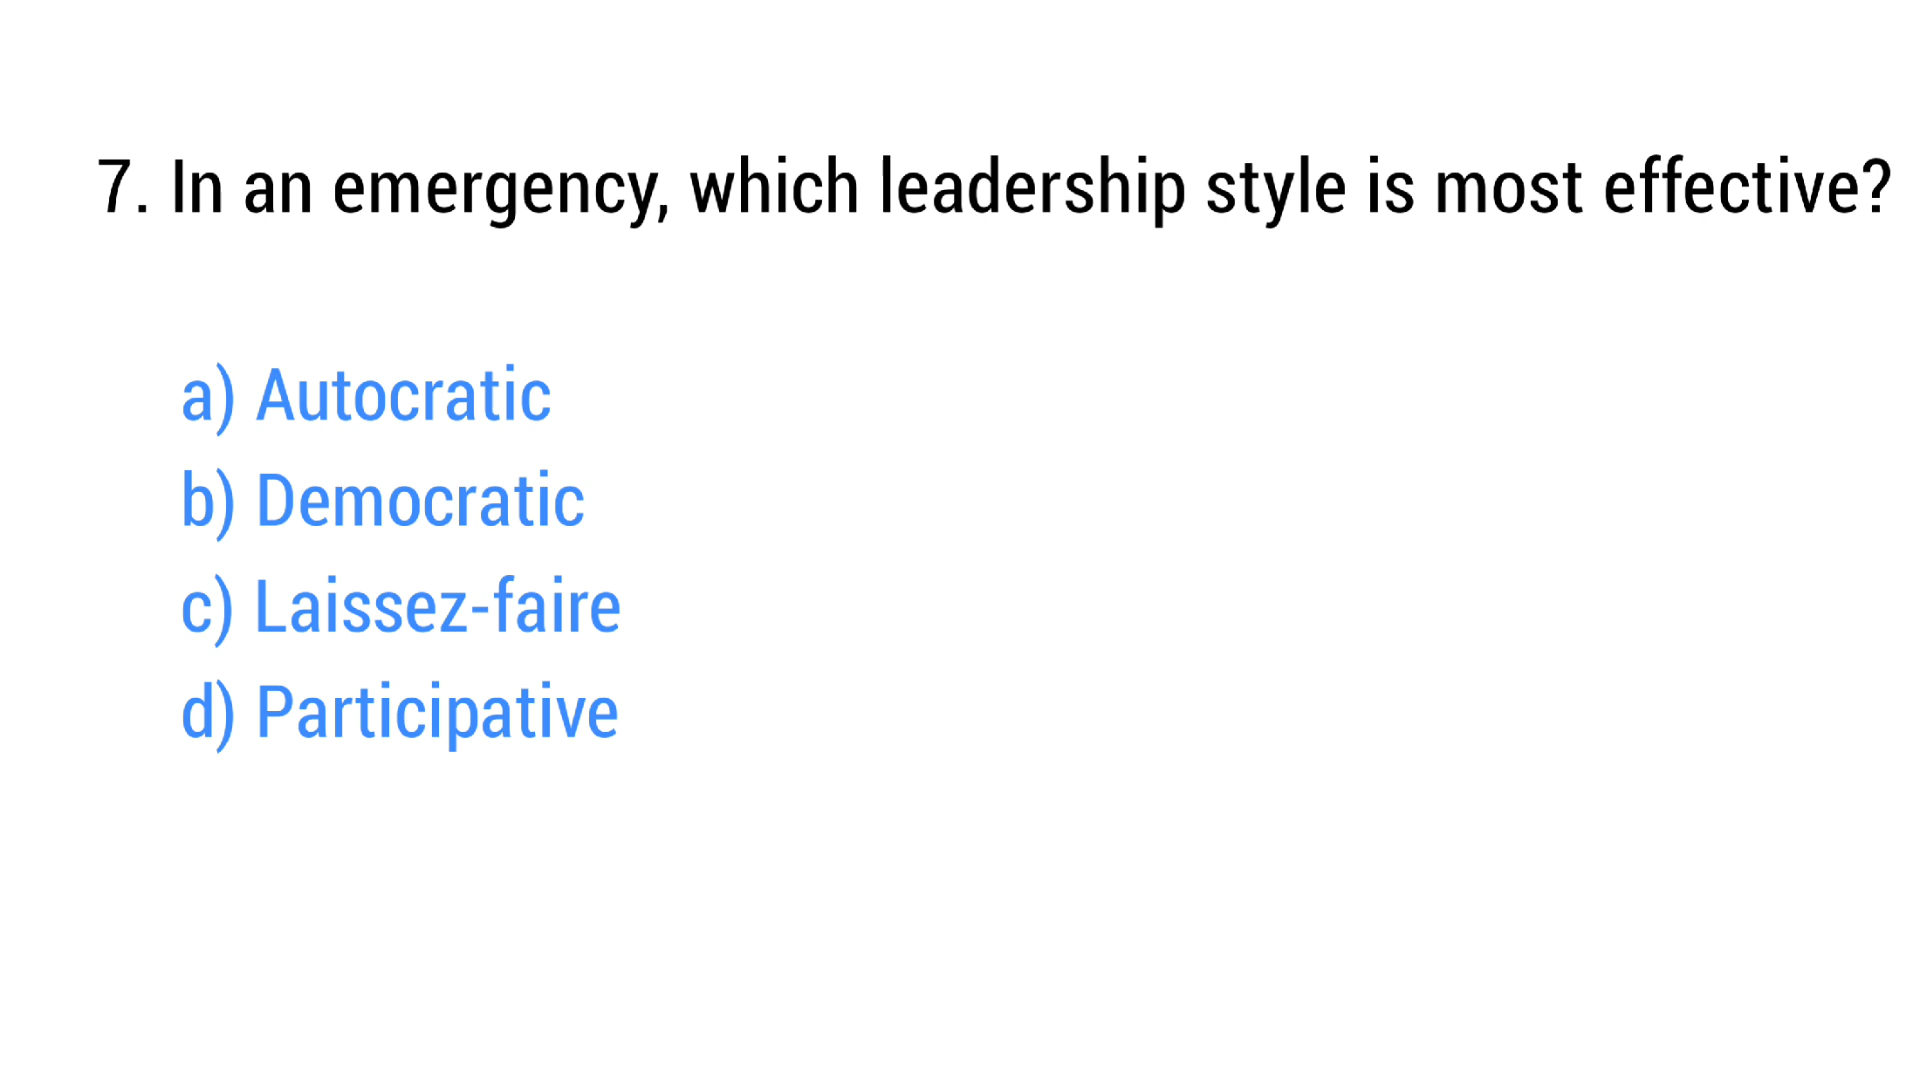 7. In an emergency, which leadership style is most effective?
a) Autocratic
b) Democratic
c) Laissez-faire
d) Participative